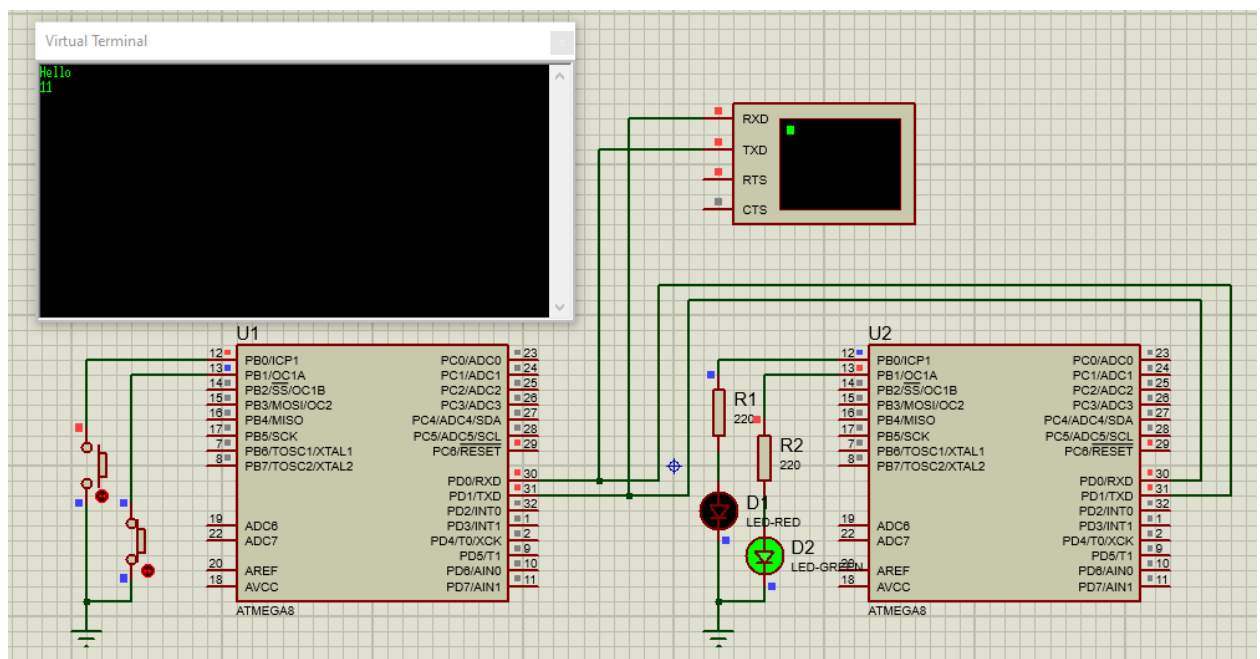 Virtual Terminal
Hello
11
RXD
TXD
RTS
CTS
U1
12
PB0/ICP1
13
PB1/OC1A
14
PB2/SS/OC1B
15
PB3/MOSI/OC2
16
PB4/MISO
17
PB5/SCK
7
PB6/TOSC1/XTAL1
8
PB7/TOSC2/XTAL2
19
ADC6
22
ADC7
20
AREF
18
AVCC
PC0/ADC0
23
PC1/ADC1
24
PC2/ADC2
25
PC3/ADC3
26
PC4/ADC4/SDA
27
PC5/ADC5/SCL
28
PC6/RESET
29
PD0/RXD
30
PD1/TXD
31
PD2/INT0
32
PD3/INT1
1
PD4/T0/XCK
2
PD5/T1
9
PD6/AIN0
10
PD7/AIN1
11
ATMEGA8
R1
220
R2
220
D1
LED-RED
D2
LED-GREEN
U2
12
PB0/ICP1
13
PB1/OC1A
14
PB2/SS/OC1B
15
PB3/MOSI/OC2
16
PB4/MISO
17
PB5/SCK
7
PB6/TOSC1/XTAL1
8
PB7/TOSC2/XTAL2
19
ADC6
22
ADC7
20
AREF
18
AVCC
PC0/ADC0
23
PC1/ADC1
24
PC2/ADC2
25
PC3/ADC3
26
PC4/ADC4/SDA
27
PC5/ADC5/SCL
28
PC6/RESET
29
PD0/RXD
30
PD1/TXD
31
PD2/INT0
32
PD3/INT1
1
PD4/T0/XCK
2
PD5/T1
9
PD6/AIN0
10
PD7/AIN1
11
ATMEGA8